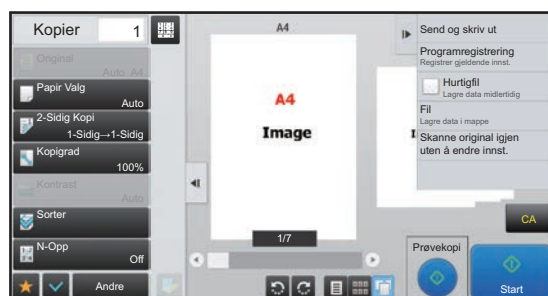 Kopier 1
Original
Auto A4
Papir Valg
Auto
2-Sidig Kopi
1-Sidig→1-Sidig
Kopigrad
100%
Kontrast
Auto
Sorter
N-Opp
Off
Andre
A4
A4
Image
I
1/7
Send og skriv ut
Programregistrering
Registrer gjeldende innst.
Hurtigfil
Lagre data midlertidig
Fil
Lagre data i mappe
Skanne original igjen
uten å endre innst.
CA
Prøvekopi
Start